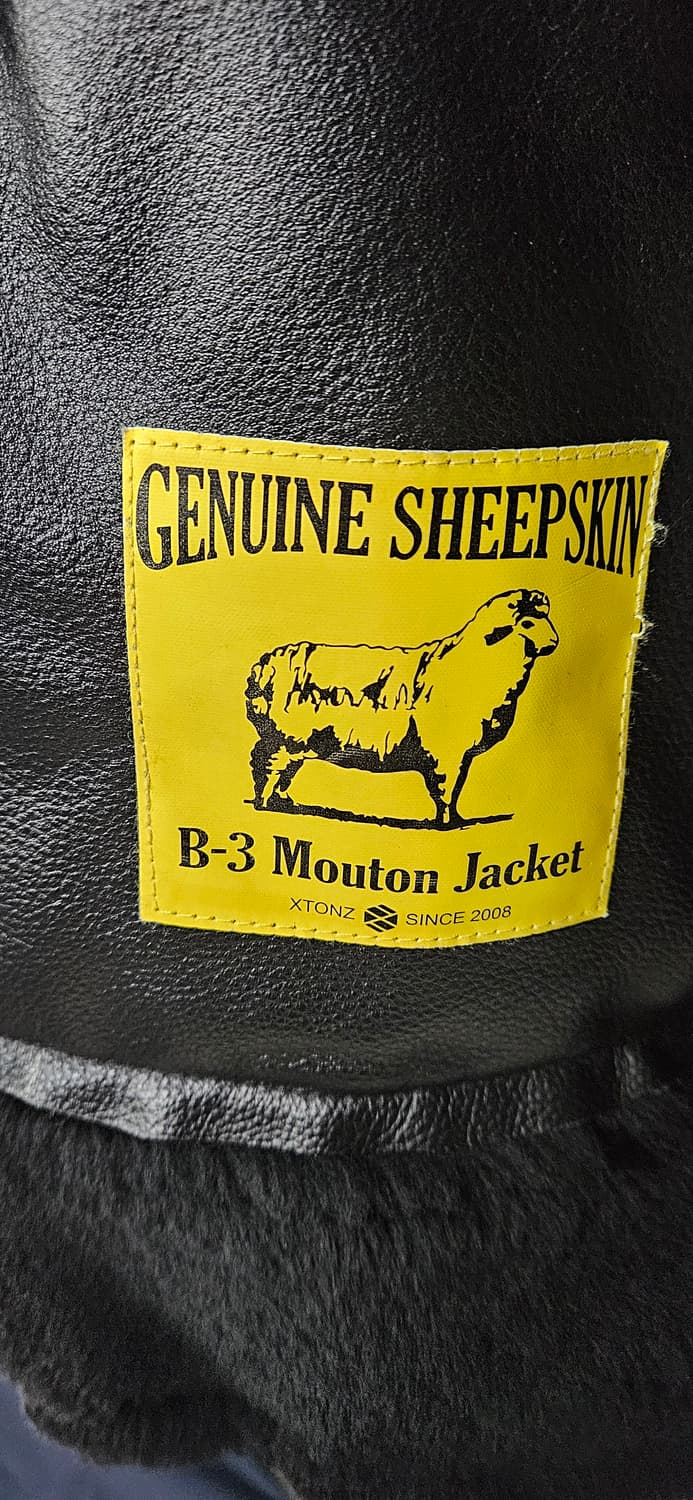 GENUINE SHEEPSKIN
B-3 Mouton Jacket
XTONZ SINCE 2008